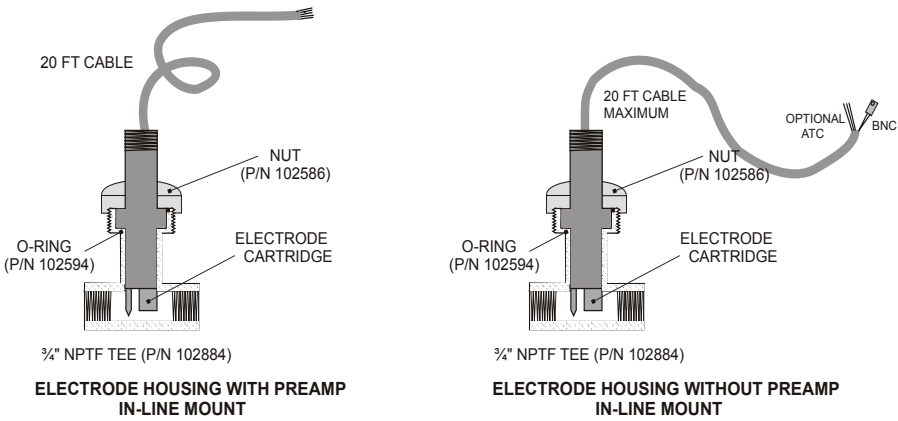 20 FT CABLE
NUT
(P/N 102586)
O-RING
(P/N 102594)
ELECTRODE
CARTRIDGE
¾" NPTF TEE (P/N 102884)
ELECTRODE HOUSING WITH PREAMP
IN-LINE MOUNT
20 FT CABLE
MAXIMUM
OPTIONAL
ATC
BNC
NUT
(P/N 102586)
O-RING
(P/N 102594)
ELECTRODE
CARTRIDGE
¾" NPTF TEE (P/N 102884)
ELECTRODE HOUSING WITHOUT PREAMP
IN-LINE MOUNT